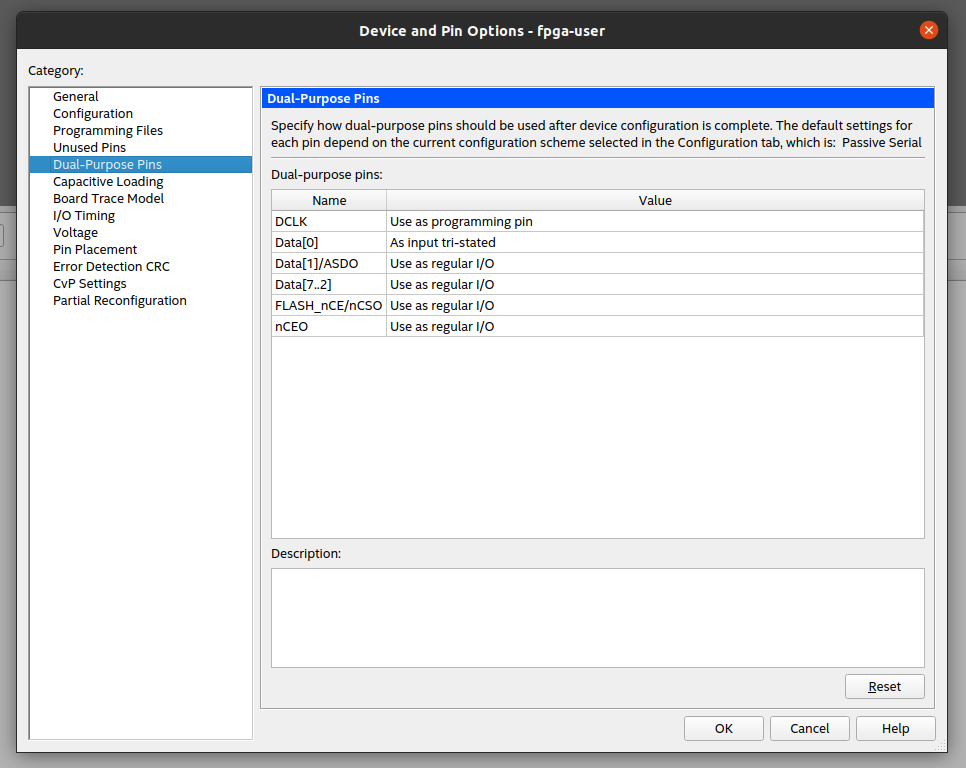 Device and Pin Options - fpga-user
Category:
General
Configuration
Programming Files
Unused Pins
Dual-Purpose Pins
Capacitive Loading
Board Trace Model
I/O Timing
Voltage
Pin Placement
Error Detection CRC
CvP Settings
Partial Reconfiguration
Dual-Purpose Pins
Specify how dual-purpose pins should be used after device configuration is complete. The default settings for
each pin depend on the current configuration scheme selected in the Configuration tab, which is: Passive Serial
Dual-purpose pins:
Name Value
DCLK Use as programming pin
Data[0] As input tri-stated
Data[1]/ASDO Use as regular I/O
Data[7..2] Use as regular I/O
FLASH_nCE/nCSO Use as regular I/O
nCEO Use as regular I/O
Description:
Reset
OK Cancel Help